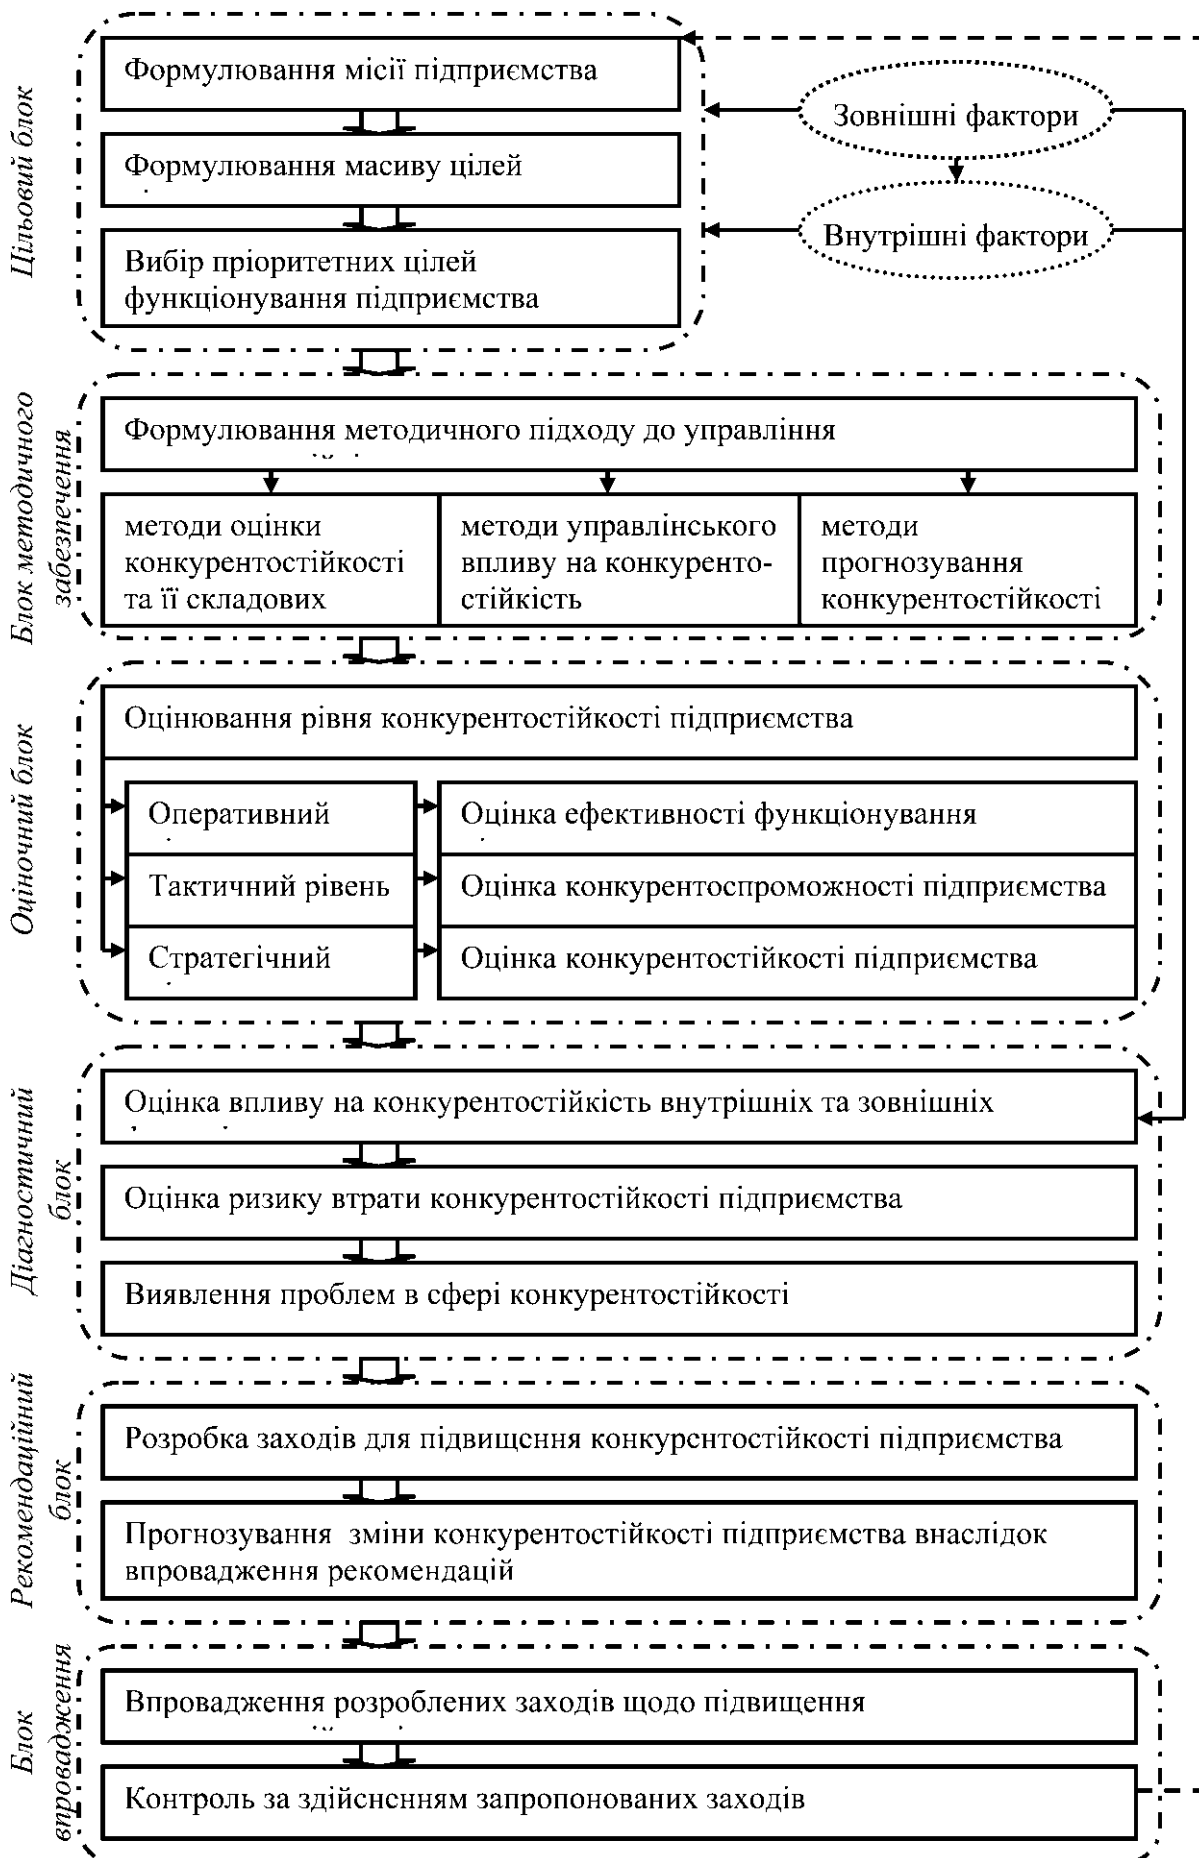 Цільовий блок
Формулювання місії підприємства
Формулювання масиву цілей
Вибір пріоритетних цілей
функціонування підприємства
Зовнішні фактори
Внутрішні фактори
Блок методичного
забезпечення
Формулювання методичного підходу до управління
методи оцінки
конкурентостійкості
та її складових
методи управлінського
впливу на конкуренто-
стійкість
методи
прогнозування
конкурентостійкості
Оціночний блок
Оцінювання рівня конкурентостійкості підприємства
Оперативний
Оцінка ефективності функціонування
Тактичний рівень
Оцінка конкурентоспроможності підприємства
Стратегічний
Оцінка конкурентостійкості підприємства
Діагностичний
блок
Оцінка впливу на конкурентостійкість внутрішніх та зовнішніх
Оцінка ризику втрати конкурентостійкості підприємства
Виявлення проблем в сфері конкурентостійкості
Рекомендаційний
блок
Розробка заходів для підвищення конкурентостійкості підприємства
Прогнозування зміни конкурентостійкості підприємства внаслідок
впровадження рекомендацій
Блок
впровадження
Впровадження розроблених заходів щодо підвищення
Контроль за здійсненням запропонованих заходів